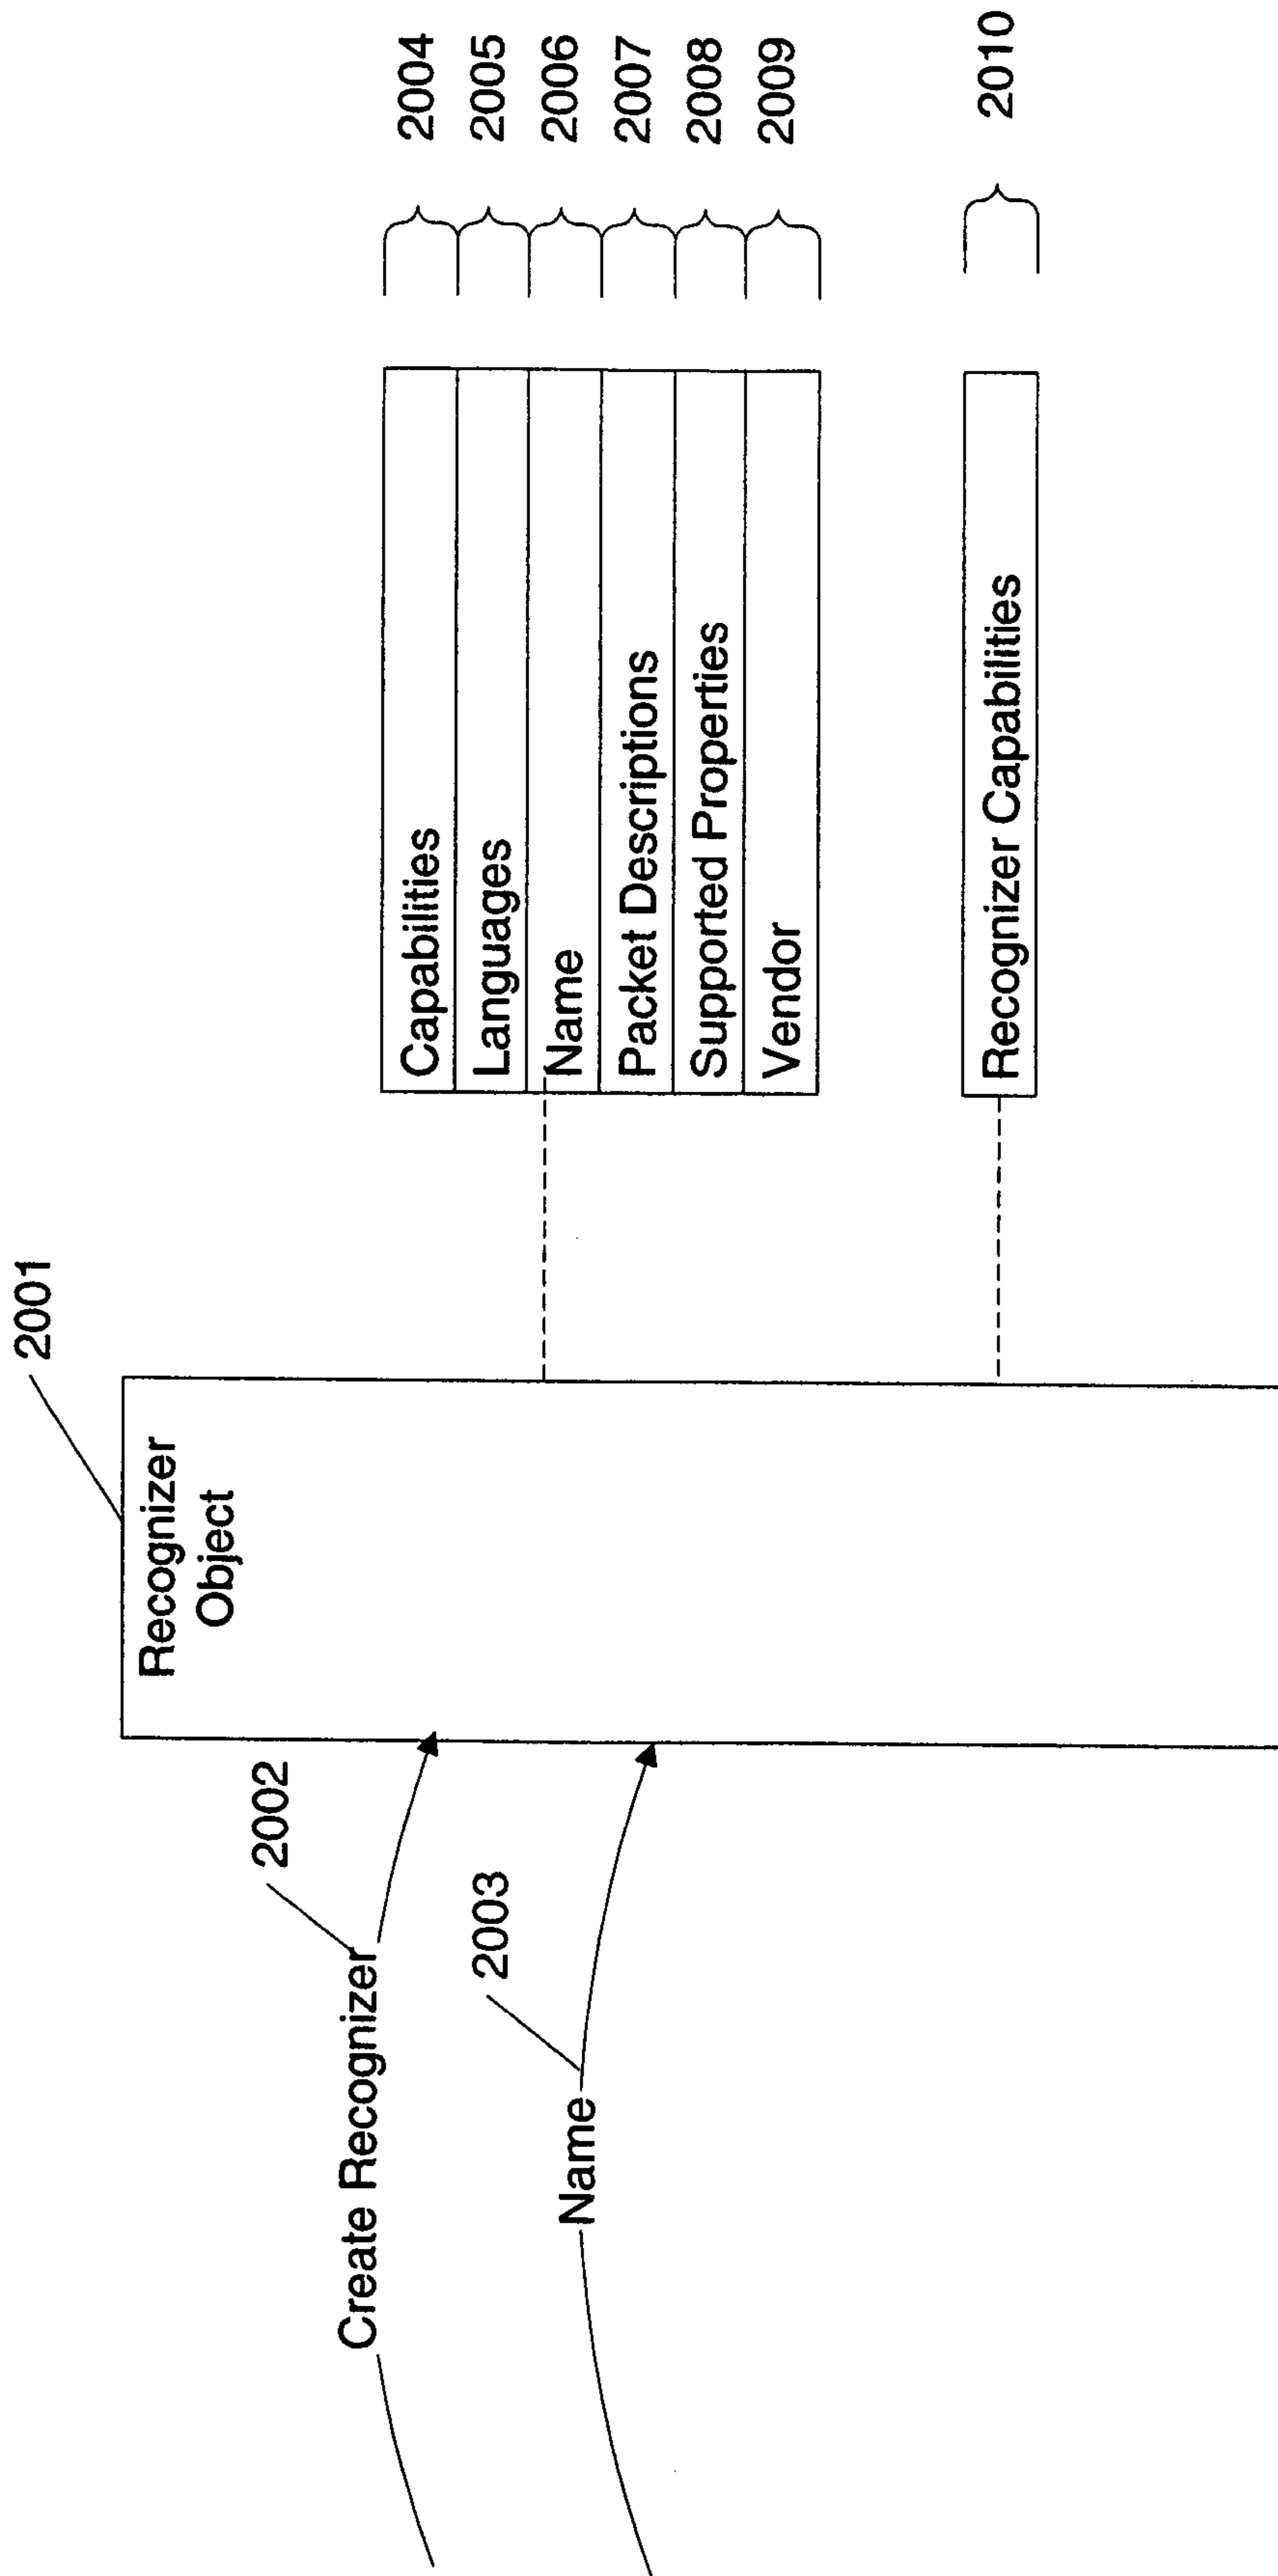 2001
Recognizer
Object
2002
Create Recognizer
2003
Name
Capabilities
2004
Languages
2005
Name
2006
Packet Descriptions
2007
Supported Properties
2008
Vendor
2009
Recognizer Capabilities
2010